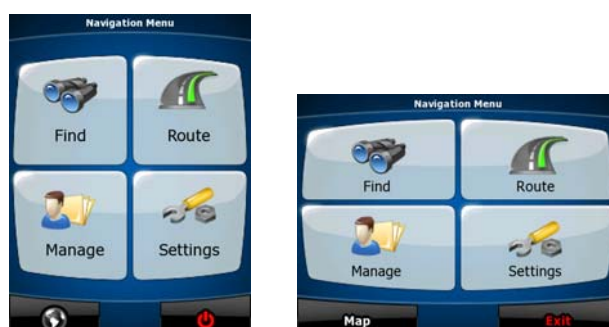 Navigation Menu
Find
Route
Manage
Settings
Navigation Menu
Find
Route
Manage
Settings
Map
Exit